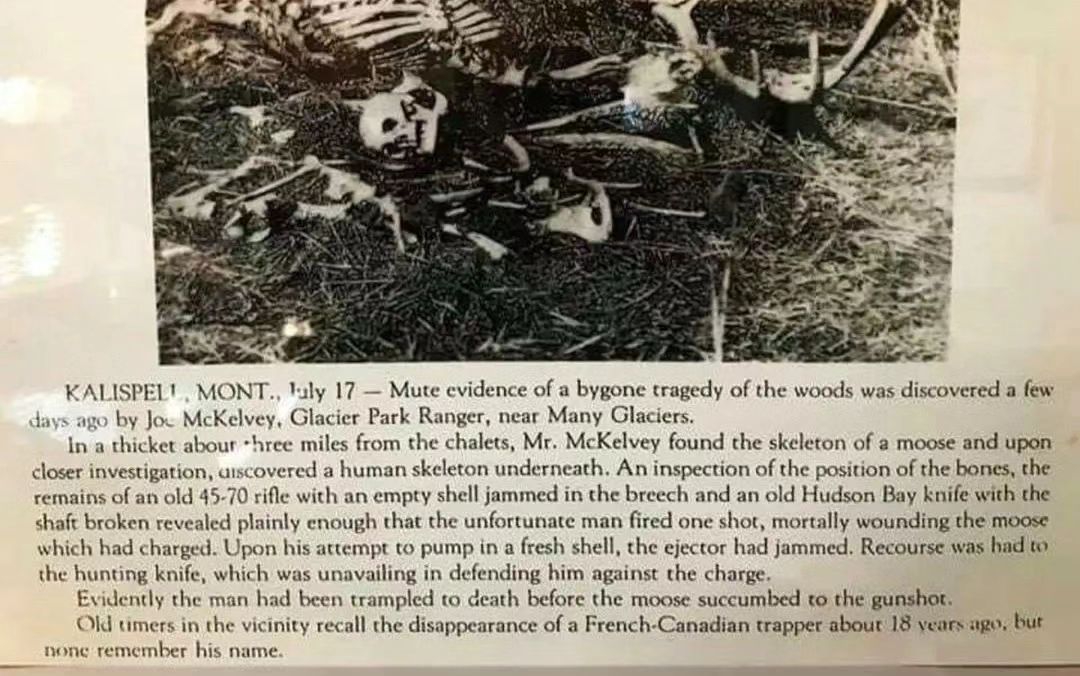 KALISPELL, MONT., July 17 — Mute evidence of a bygone tragedy of the woods was discovered a few
days ago by Joe McKelvey, Glacier Park Ranger, near Many Glaciers.
In a thicket about three miles from the chalets, Mr. McKelvey found the skeleton of a moose and upon
closer investigation, discovered a human skeleton underneath. An inspection of the position of the bones, the
remains of an old 45-70 rifle with an empty shell jammed in the breech and an old Hudson Bay knife with the
shaft broken revealed plainly enough that the unfortunate man fired one shot, mortally wounding the moose
which had charged. Upon his attempt to pump in a fresh shell, the ejector had jammed. Recourse was had to
the hunting knife, which was unavailing in defending him against the charge.
Evidently the man had been trampled to death before the moose succumbed to the gunshot.
Old timers in the vicinity recall the disappearance of a French-Canadian trapper about 18 years ago, but
none remember his name.